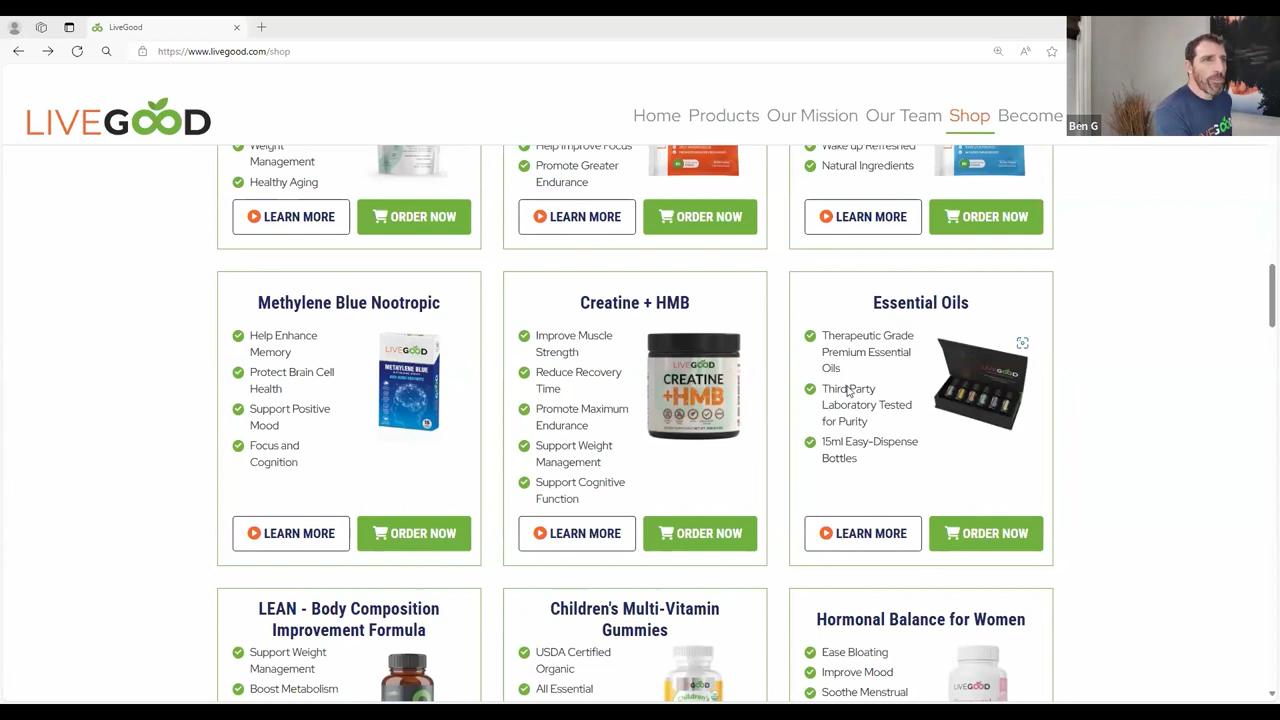 LiveGood
https://www.livegood.com/shop
LIVEGOOD
Home Products Our Mission Our Team Shop Become
Ben G
Weight
Management
Healthy Aging
Help Improve Focus
Promote Greater
Endurance
Wake up Refreshed
Natural Ingredients
LEARN MORE
ORDER NOW
LEARN MORE
ORDER NOW
LEARN MORE
ORDER NOW
Methylene Blue Nootropic
Help Enhance
Memory
Protect Brain Cell
Health
Support Positive
Mood
Focus and
Cognition
LIVEGOOD
METHYLENE BLUE
LEARN MORE
ORDER NOW
Creatine + HMB
Improve Muscle
Strength
Reduce Recovery
Time
Promote Maximum
Endurance
Support Weight
Management
Support Cognitive
Function
LIVEGOOD
CREATINE
+HMB
LEARN MORE
ORDER NOW
Essential Oils
Therapeutic Grade
Premium Essential
Oils
Third Party
Laboratory Tested
for Purity
15ml Easy-Dispense
Bottles
LIVEGOOD
LEARN MORE
ORDER NOW
LEAN - Body Composition
Improvement Formula
Support Weight
Management
Boost Metabolism
Children's Multi-Vitamin
Gummies
USDA Certified
Organic
All Essential
GOOD
Children's
Hormonal Balance for Women
Ease Bloating
Improve Mood
Soothe Menstrual
LIVEGOOD